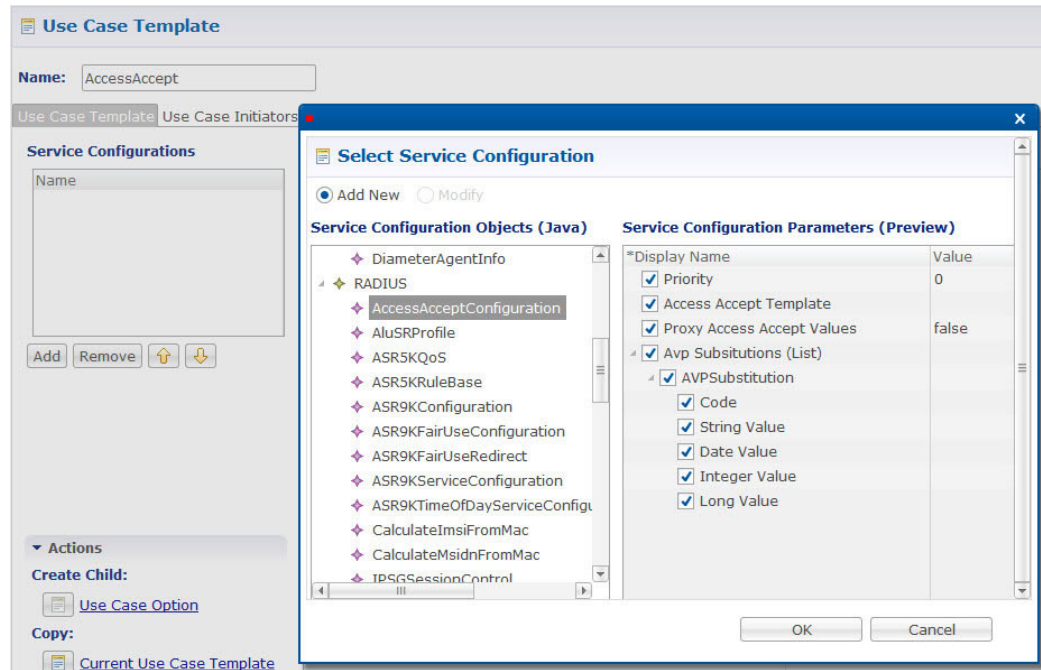 Use Case Template
Name: AccessAccept
Use Case Template Use Case Initiators
Service Configurations
Name
Add Remove
Actions
Create Child:
Use Case Option
Copy:
Current Use Case Template
x
Select Service Configuration
Add New Modify
Service Configuration Objects (Java)
DiameterAgentInfo
RADIUS
AccessAcceptConfiguration
AluSRProfile
ASR5KQoS
ASR5KRuleBase
ASR9KConfiguration
ASR9KFairUseConfiguration
ASR9KFairUseRedirect
ASR9KServiceConfiguration
ASR9KTimeOfDayServiceConfigu
CalculateImsiFromMac
CalculateMsidnFromMac
IPSGSessionControl
Service Configuration Parameters (Preview)
*Display Name Value
Priority 0
Access Accept Template
Proxy Access Accept Values false
Avp Subsitutions (List)
AVPSubstitution
Code
String Value
Date Value
Integer Value
Long Value
OK Cancel